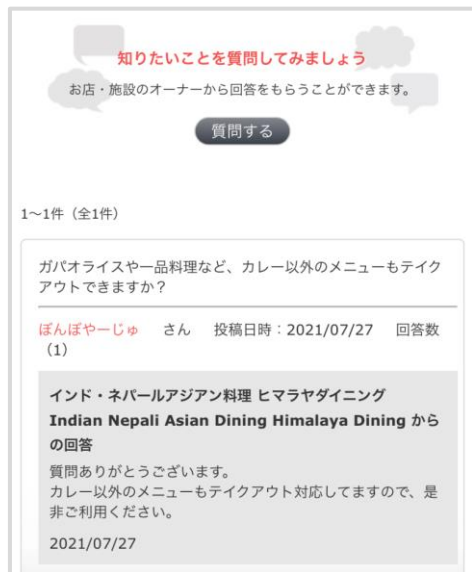 知りたいことを質問してみましょう
お店・施設のオーナーから回答をもらうことができます。
質問する
1〜1件（全1件）
ガパオライスや一品料理など、カレー以外のメニューもテイク
アウトできますか？
ぼんぼやーじゅ さん 投稿日時：2021/07/27 回答数
（1）
インド・ネパールアジアン料理 ヒマラヤダイニング
Indian Nepali Asian Dining Himalaya Dining から
の回答
質問ありがとうございます。
カレー以外のメニューもテイクアウト対応してますので、是
非ご利用ください。
2021/07/27